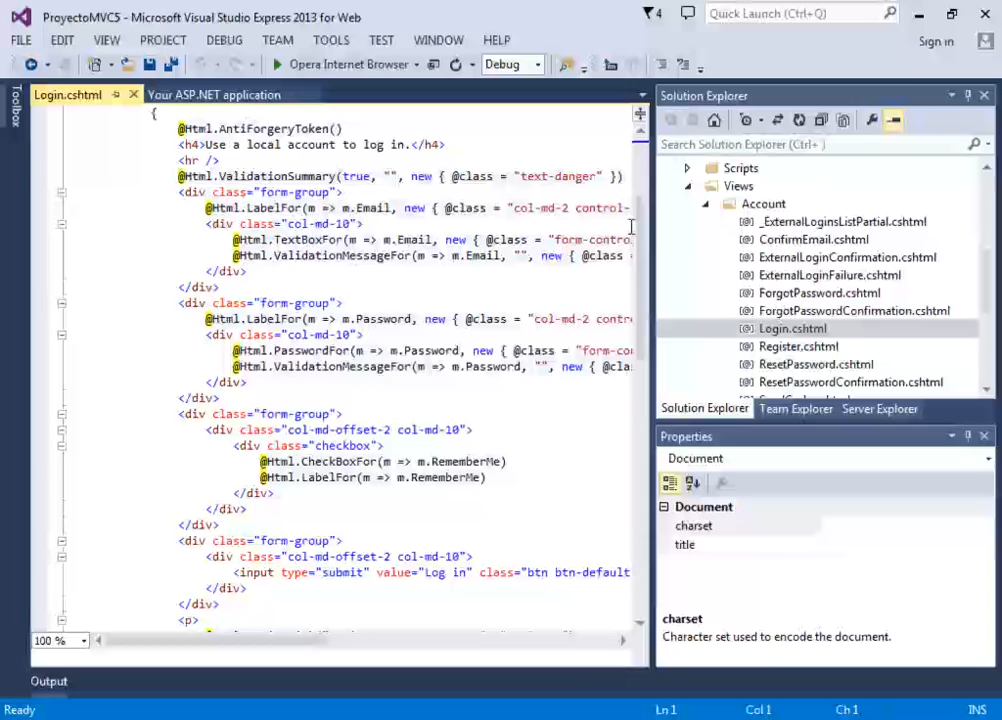 ProyectoMVC5 - Microsoft Visual Studio Express 2013 for Web
4
Quick Launch (Ctrl+Q)
FILE EDIT VIEW PROJECT DEBUG TEAM TOOLS TEST WINDOW HELP
Sign in
Opera Internet Browser
Debug
Toolbox
Login.cshtml
Your ASP.NET application
{
@Html.AntiForgeryToken()
<h4>Use a local account to log in.</h4>
<hr />
@Html.ValidationSummary(true, "", new { @class = "text-danger" })
<div class="form-group">
@Html.LabelFor(m => m.Email, new { @class = "col-md-2 control-
<div class="col-md-10">
@Html.TextBoxFor(m => m.Email, new { @class = "form-contro
@Html.ValidationMessageFor(m => m.Email, "", new { @class =
</div>
</div>
<div class="form-group">
@Html.LabelFor(m => m.Password, new { @class = "col-md-2 contro
<div class="col-md-10">
@Html.PasswordFor(m => m.Password, new { @class = "form-co
@Html.ValidationMessageFor(m => m.Password, "", new { @cla
</div>
</div>
<div class="form-group">
<div class="col-md-offset-2 col-md-10">
<div class="checkbox">
@Html.CheckBoxFor(m => m.RememberMe)
@Html.LabelFor(m => m.RememberMe)
</div>
</div>
</div>
<div class="form-group">
<div class="col-md-offset-2 col-md-10">
<input type="submit" value="Log in" class="btn btn-default
</div>
</div>
<p>
100 %
Solution Explorer
Search Solution Explorer (Ctrl+ )
Scripts
Views
Account
_ExternalLoginsListPartial.cshtml
ConfirmEmail.cshtml
ExternalLoginConfirmation.cshtml
ExternalLoginFailure.cshtml
ForgotPassword.cshtml
ForgotPasswordConfirmation.cshtml
Login.cshtml
Register.cshtml
ResetPassword.cshtml
ResetPasswordConfirmation.cshtml
Solution Explorer Team Explorer Server Explorer
Properties
Document
Document
charset
title
charset
Character set used to encode the document.
Output
Ready
Ln 1 Col 1 Ch 1 INS